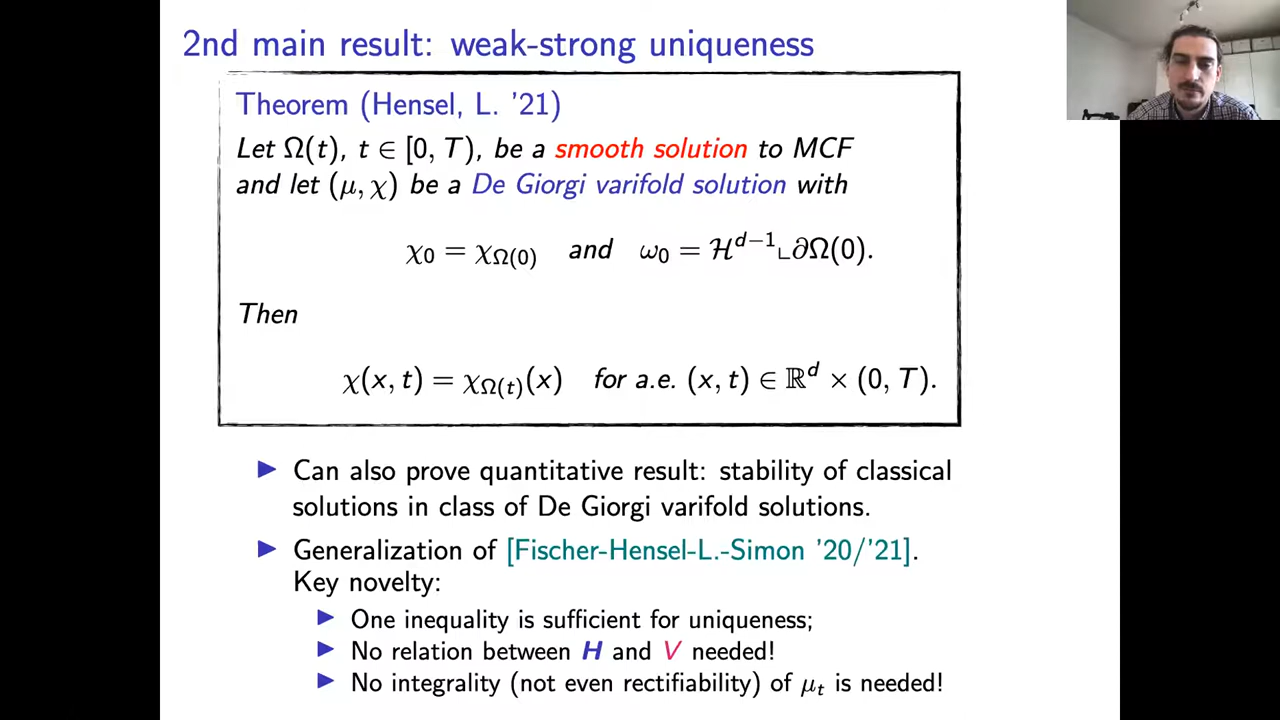 2nd main result: weak-strong uniqueness
Theorem (Hensel, L. '21)
Let Ω(t), t ∈ [0, T), be a smooth solution to MCF
and let (μ, χ) be a De Giorgi varifold solution with
χ₀ = χ_Ω(0) and ω₀ = ℋ^{d−1}⌞∂Ω(0).
Then
χ(x, t) = χ_Ω(t)(x) for a.e. (x, t) ∈ ℝ^d × (0, T).
▶ Can also prove quantitative result: stability of classical
solutions in class of De Giorgi varifold solutions.
▶ Generalization of [Fischer-Hensel-L.-Simon '20/'21].
Key novelty:
▶ One inequality is sufficient for uniqueness;
▶ No relation between H and V needed!
▶ No integrality (not even rectifiability) of μ_t is needed!